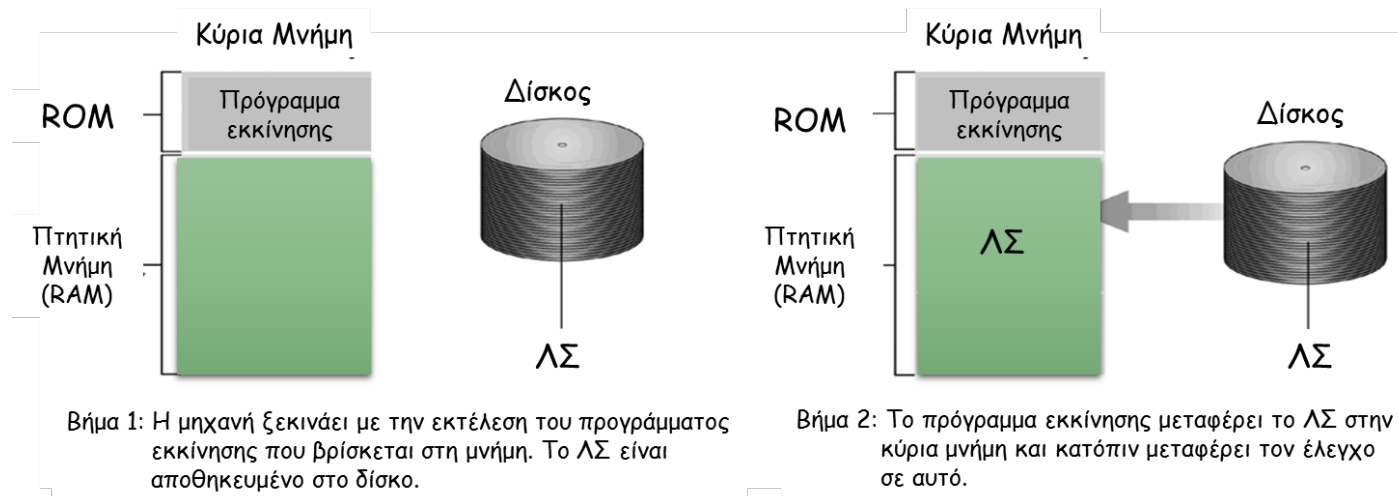 Κύρια Μνήμη
ROM
Πρόγραμμα
εκκίνησης
Δίσκος
Πτητική
Μνήμη
(RAM)
ΛΣ
Βήμα 1: Η μηχανή ξεκινάει με την εκτέλεση του προγράμματος
εκκίνησης που βρίσκεται στη μνήμη. Το ΛΣ είναι
αποθηκευμένο στο δίσκο.
Κύρια Μνήμη
ROM
Πρόγραμμα
εκκίνησης
Δίσκος
Πτητική
Μνήμη
(RAM)
ΛΣ
ΛΣ
Βήμα 2: Το πρόγραμμα εκκίνησης μεταφέρει το ΛΣ στην
κύρια μνήμη και κατόπιν μεταφέρει τον έλεγχο
σε αυτό.